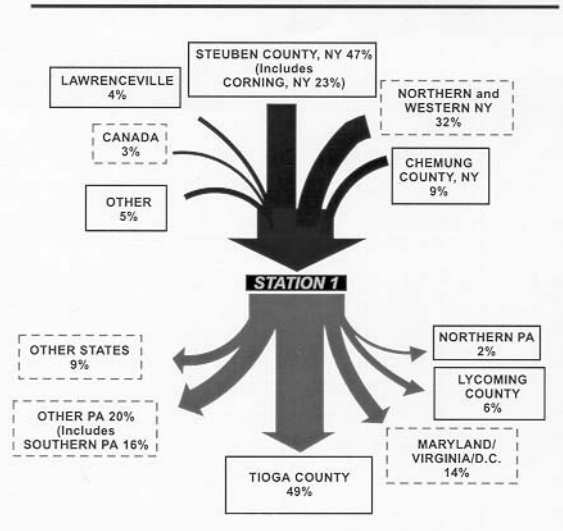 STEUBEN COUNTY, NY 47%
(Includes
CORNING, NY 23%)
LAWRENCEVILLE
4%
NORTHERN and
WESTERN NY
32%
CANADA
3%
CHEMUNG
COUNTY, NY
9%
OTHER
5%
STATION 1
OTHER STATES
9%
NORTHERN PA
2%
LYCOMING
COUNTY
6%
OTHER PA 20%
(Includes
SOUTHERN PA 16%
MARYLAND/
VIRGINIA/D.C.
14%
TIOGA COUNTY
49%